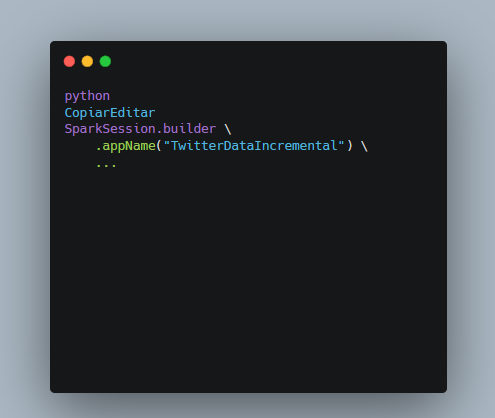 python
CopiarEditar
SparkSession.builder \
    .appName("TwitterDataIncremental") \
    ...